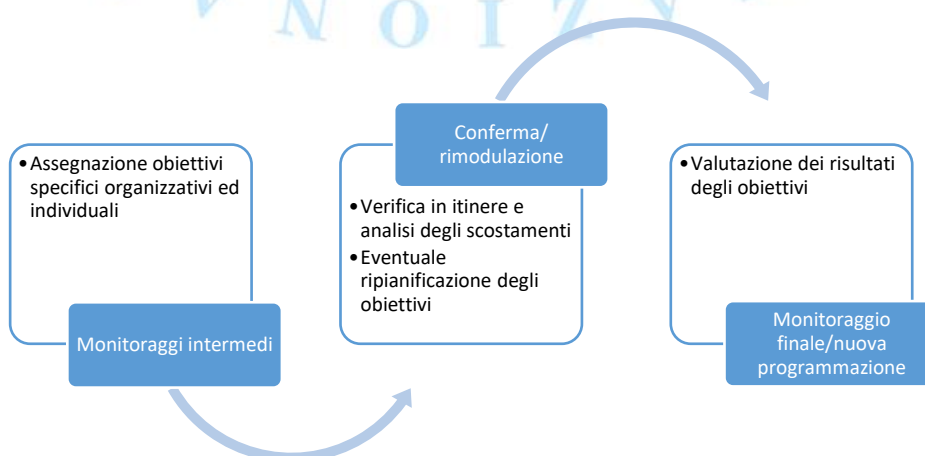 N O I Z
•Assegnazione obiettivi
specifici organizzativi ed
individuali
Monitoraggi intermedi
Conferma/
rimodulazione
•Verifica in itinere e
analisi degli scostamenti
•Eventuale
ripianificazione degli
obiettivi
•Valutazione dei risultati
degli obiettivi
Monitoraggio
finale/nuova
programmazione